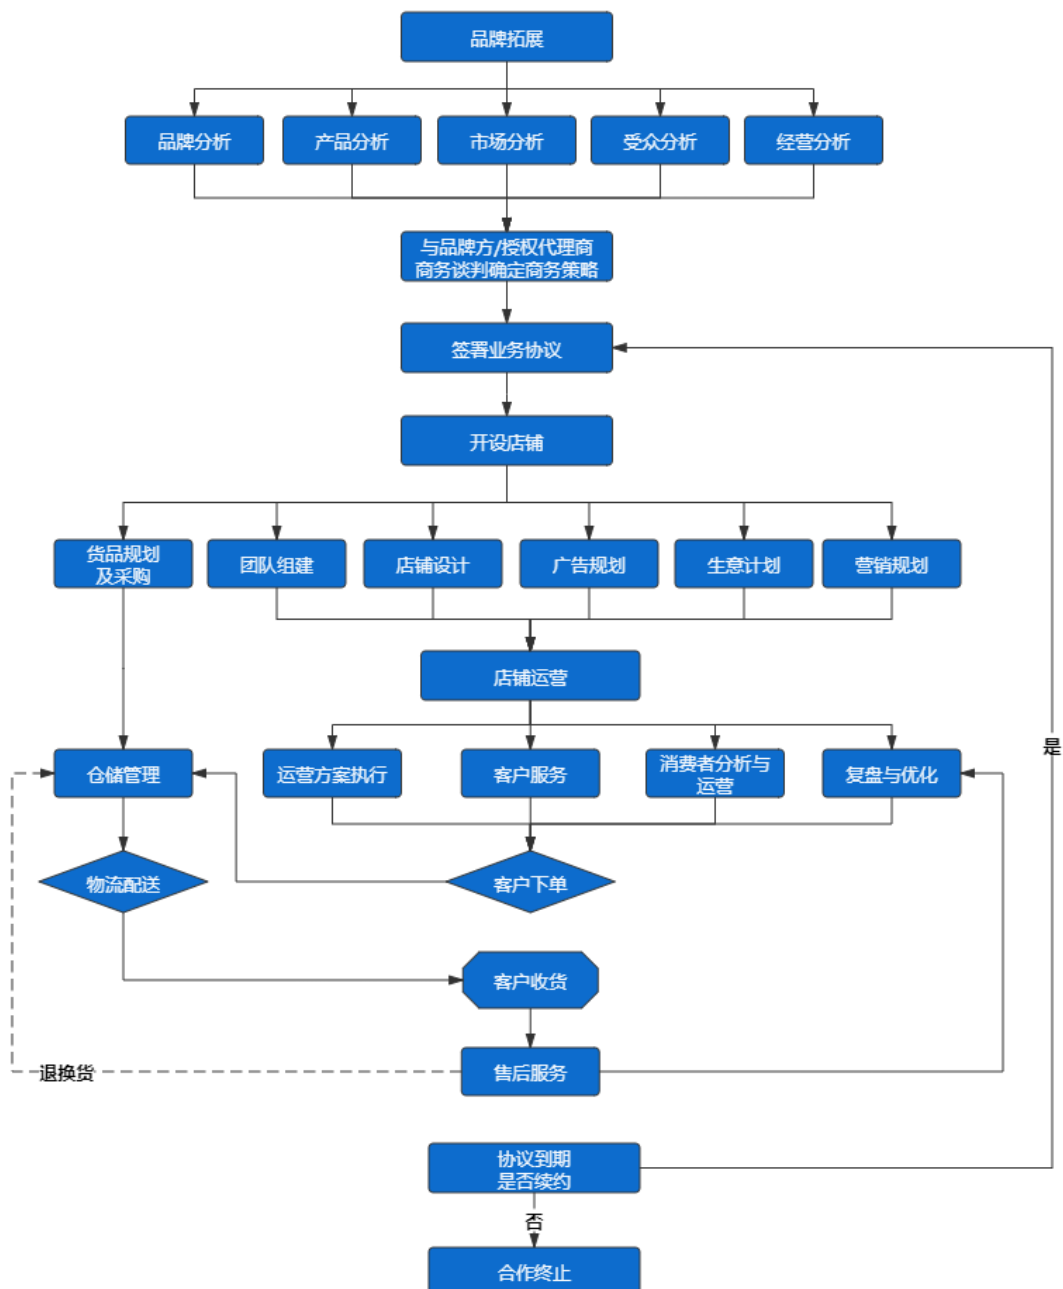 品牌拓展
品牌分析
产品分析
市场分析
受众分析
经营分析
与品牌方/授权代理商
商务谈判确定商务策略
签署业务协议
开设店铺
货品规划
及采购
团队组建
店铺设计
广告规划
生意计划
营销规划
店铺运营
是
仓储管理
运营方案执行
客户服务
消费者分析与
运营
复盘与优化
物流配送
客户下单
客户收货
退换货
售后服务
协议到期
是否续约
否
合作终止